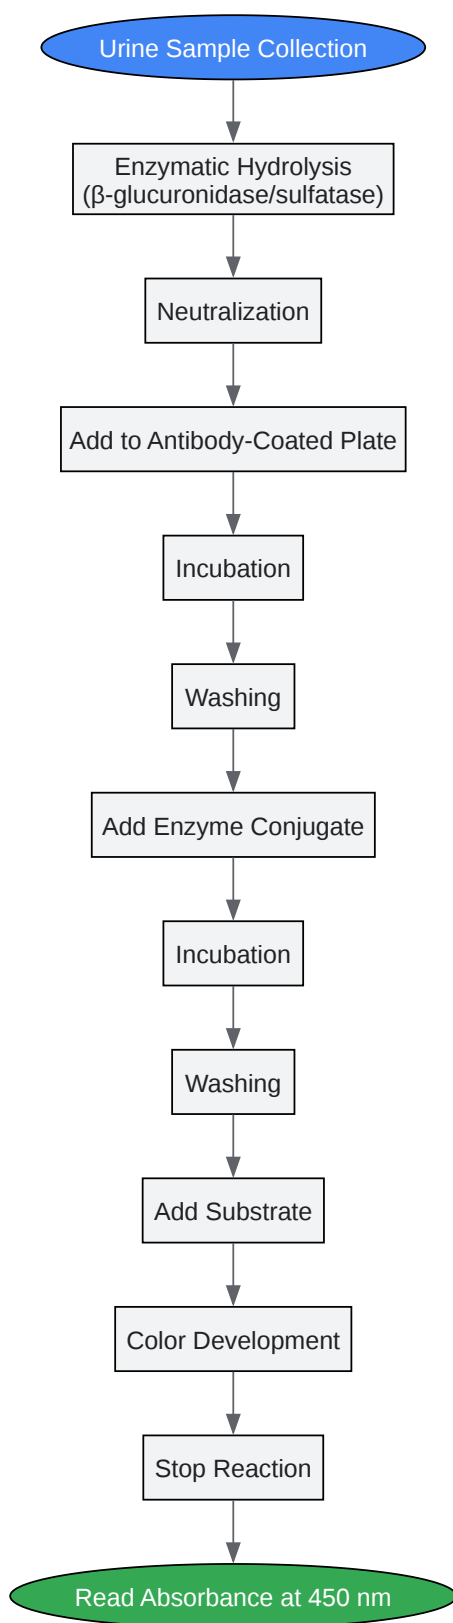 Urine Sample Collection
Enzymatic Hydrolysis
(β-glucuronidase/sulfatase)
Neutralization
Add to Antibody-Coated Plate
Incubation
Washing
Add Enzyme Conjugate
Incubation
Washing
Add Substrate
Color Development
Stop Reaction
Read Absorbance at 450 nm